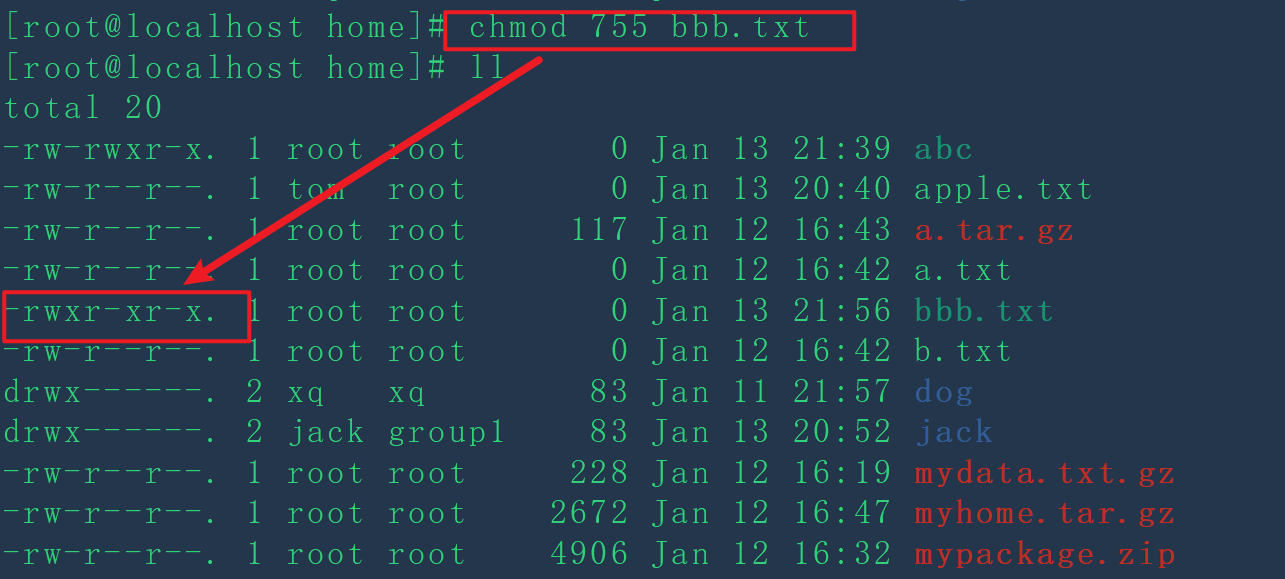 [root@localhost home]# chmod 755 bbb.txt
[root@localhost home]# ll
total 20
-rw-rwxr-x. 1 root root 0 Jan 13 21:39 abc
-rw-r--r--. 1 tom root 0 Jan 13 20:40 apple.txt
-rw-r--r--. 1 root root 117 Jan 12 16:43 a.tar.gz
-rw-r--r--. 1 root root 0 Jan 12 16:42 a.txt
-rwxr-xr-x. 1 root root 0 Jan 13 21:56 bbb.txt
-rw-r--r--. 1 root root 0 Jan 12 16:42 b.txt
drwx------. 2 xq xq 83 Jan 11 21:57 dog
drwx------. 2 jack group1 83 Jan 13 20:52 jack
-rw-r--r--. 1 root root 228 Jan 12 16:19 mydata.txt.gz
-rw-r--r--. 1 root root 2672 Jan 12 16:47 myhome.tar.gz
-rw-r--r--. 1 root root 4906 Jan 12 16:32 mypackage.zip